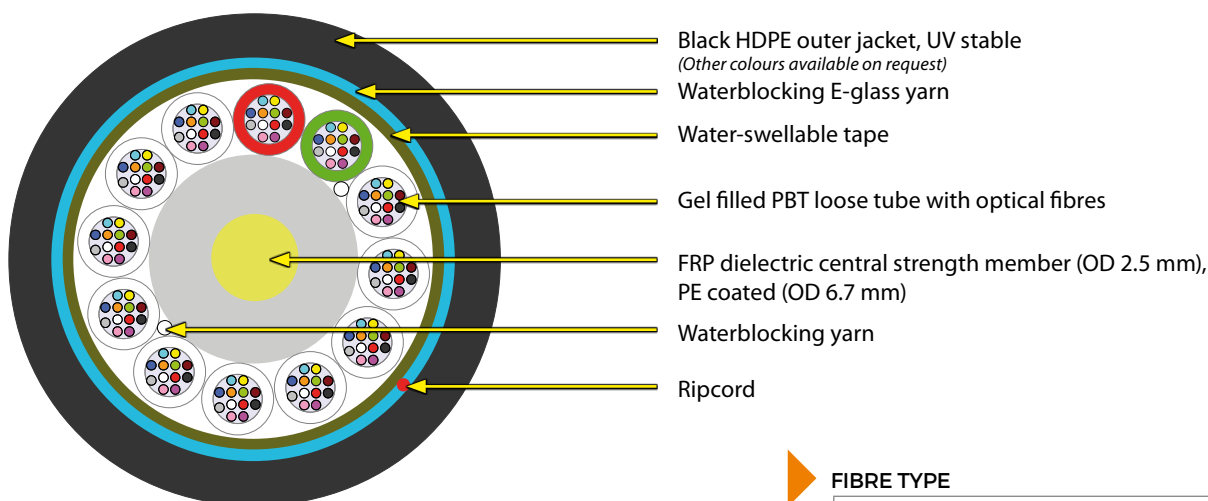 Black HDPE outer jacket, UV stable
(Other colours available on request)
Waterblocking E-glass yarn
Water-swellable tape
Gel filled PBT loose tube with optical fibres
FRP dielectric central strength member (OD 2.5 mm),
PE coated (OD 6.7 mm)
Waterblocking yarn
Ripcord
FIBRE TYPE